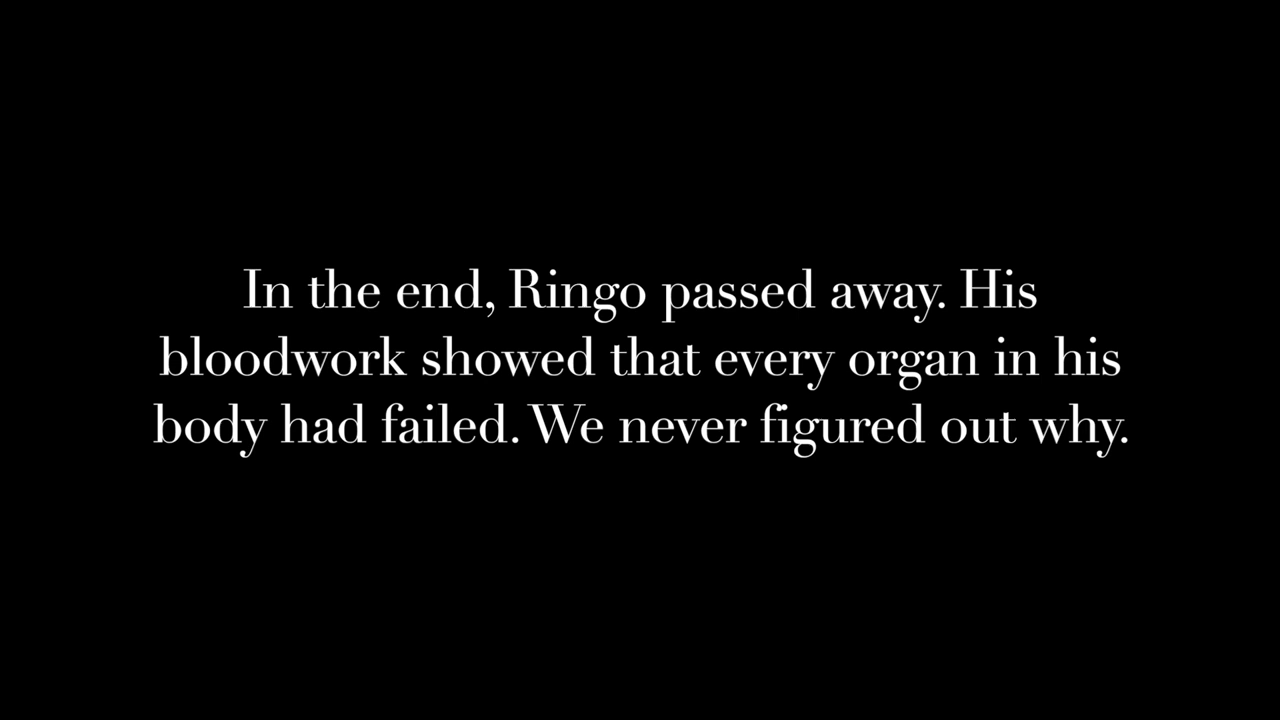 In the end, Ringo passed away. His
bloodwork showed that every organ in his
body had failed. We never figured out why.